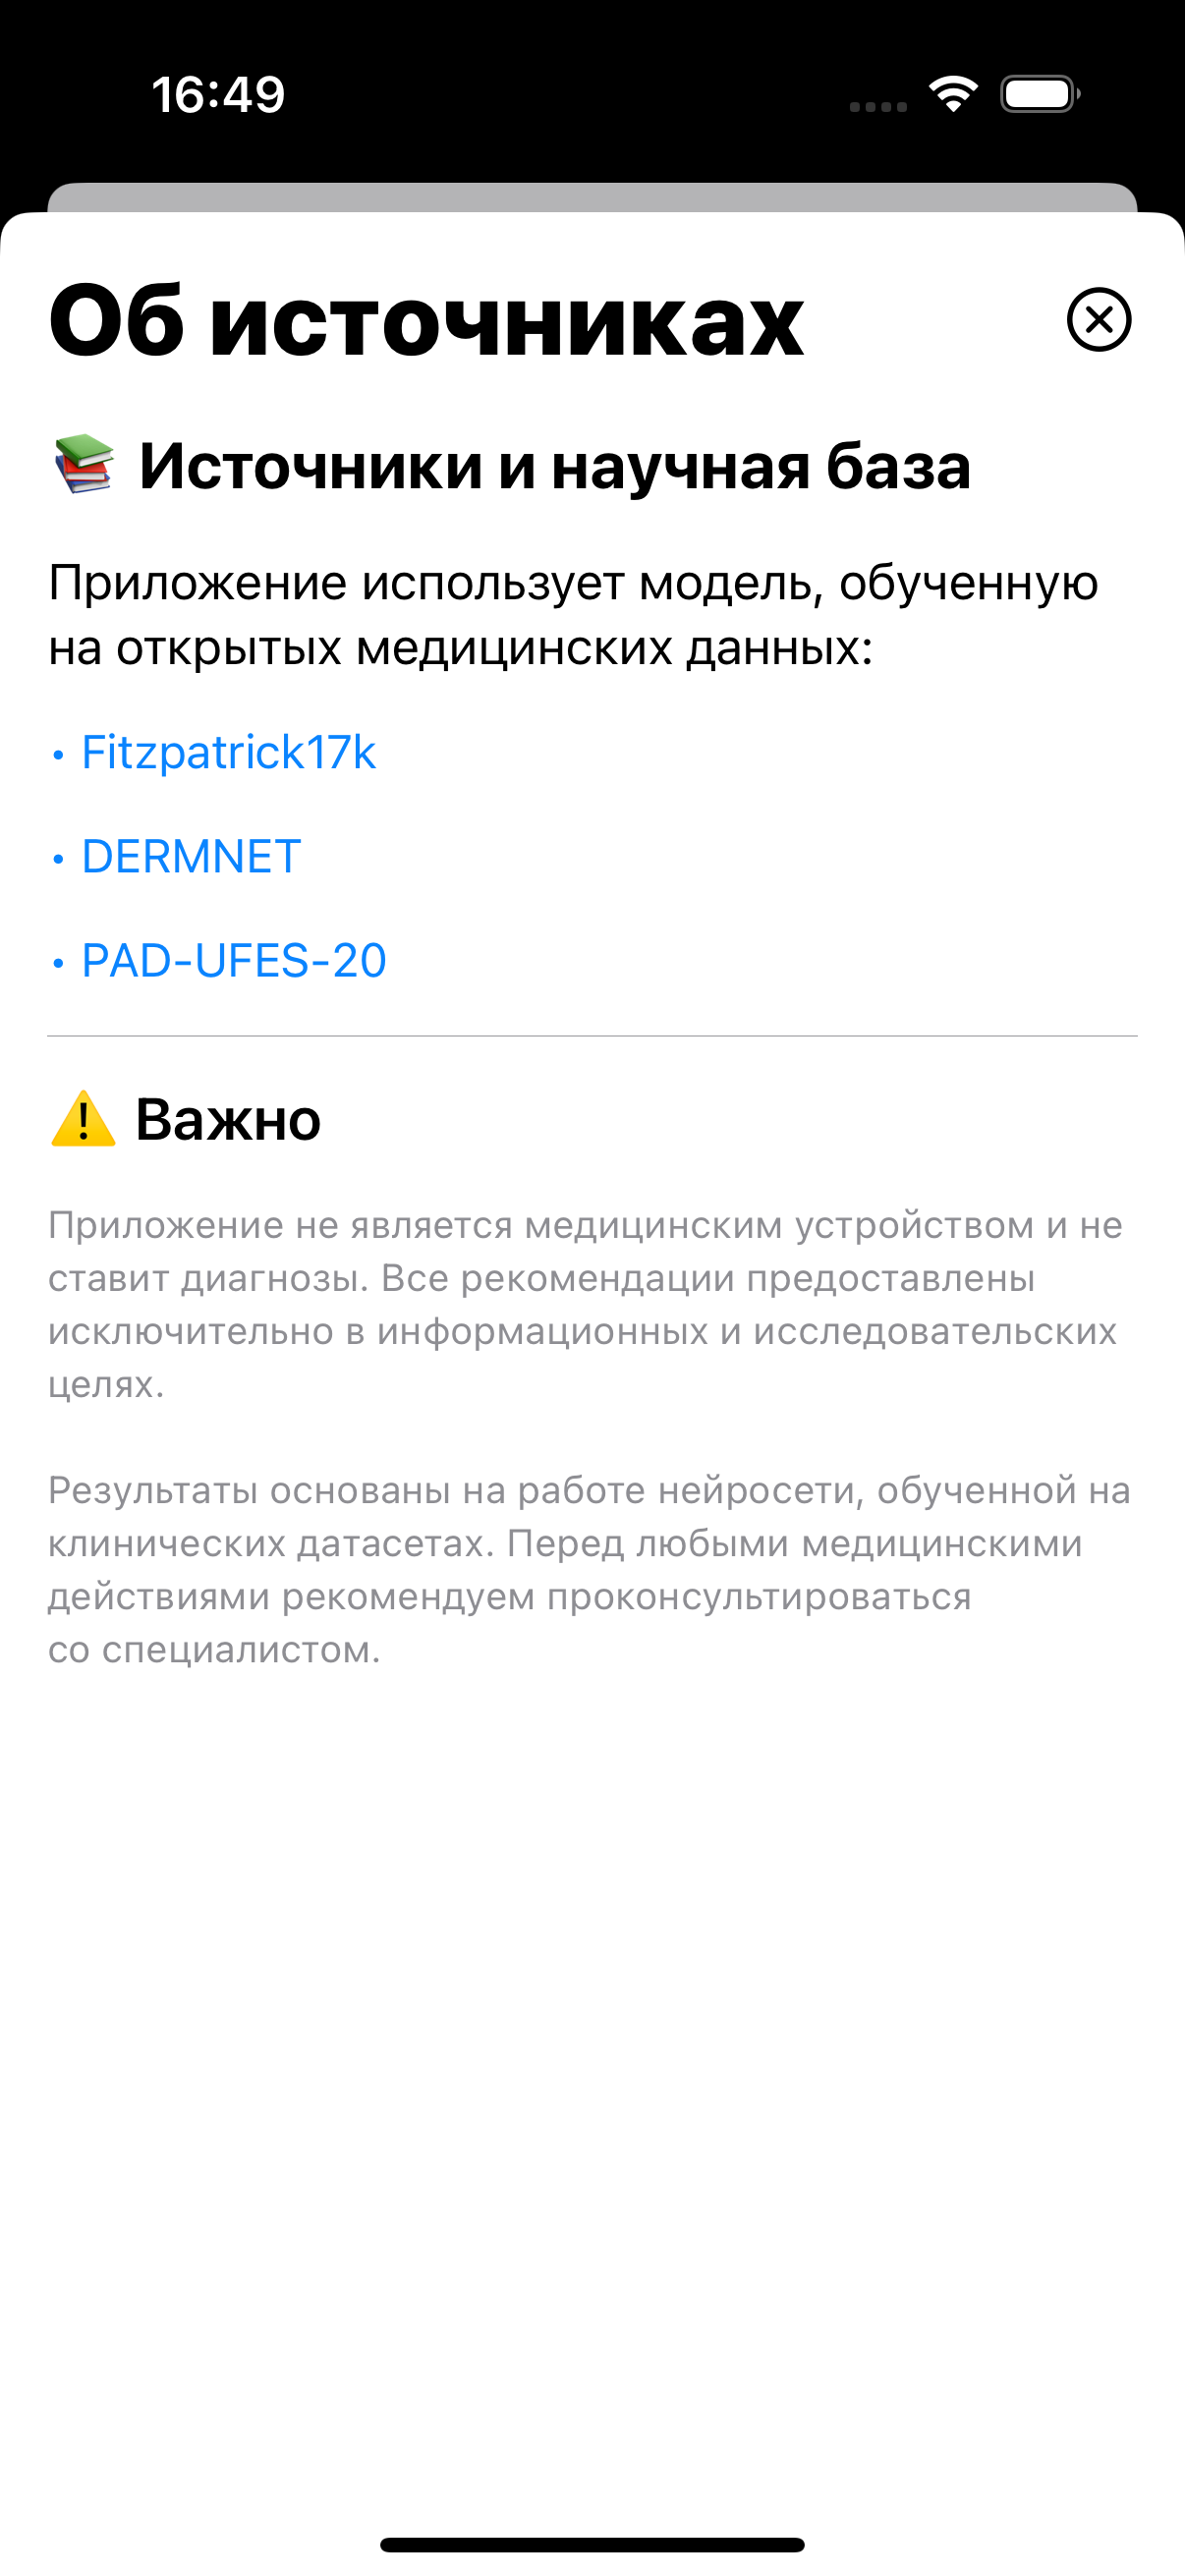 16:49
Об источниках
Источники и научная база
Приложение использует модель, обученную
на открытых медицинских данных:
• Fitzpatrick17k
• DERMNET
• PAD-UFES-20
Важно
Приложение не является медицинским устройством и не
ставит диагнозы. Все рекомендации предоставлены
исключительно в информационных и исследовательских
целях.
Результаты основаны на работе нейросети, обученной на
клинических датасетах. Перед любыми медицинскими
действиями рекомендуем проконсультироваться
со специалистом.